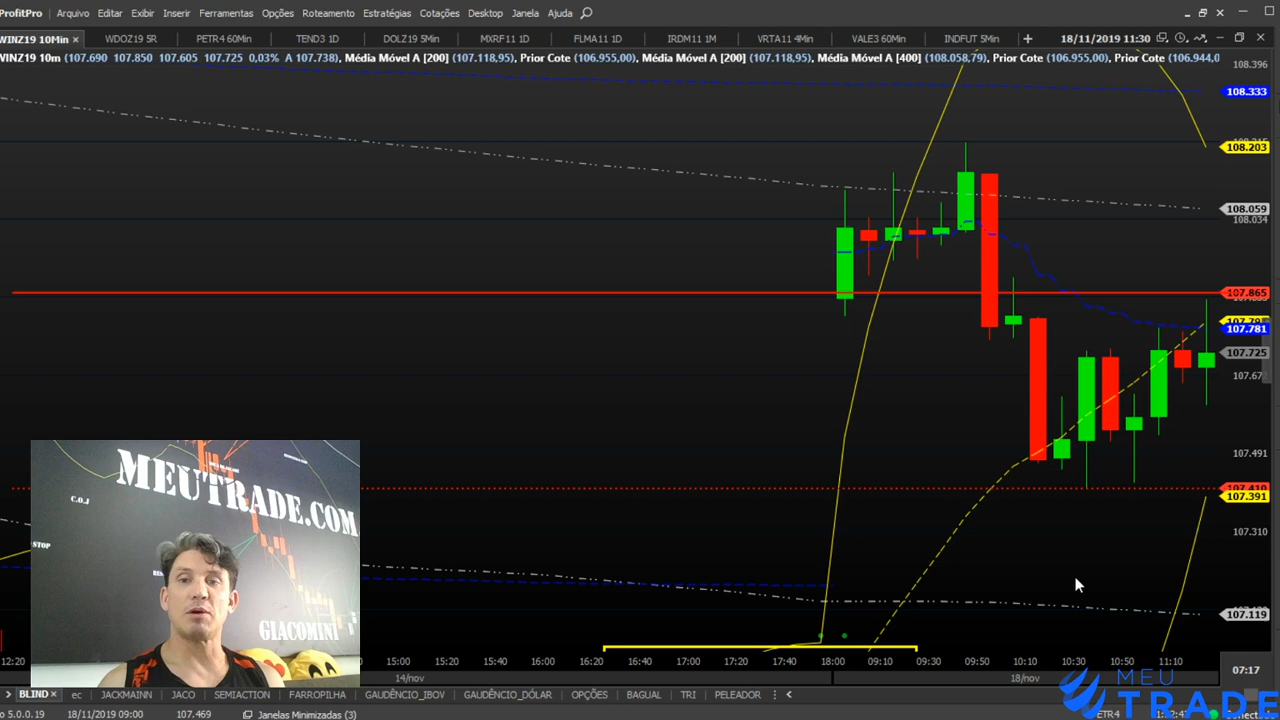 ProfitPro Arquivo Editar Exibir Inserir Ferramentas Opções Roteamento Estratégias Cotações Desktop Janela Ajuda
WINZ19 10Min WDOZ19 5R PETR4 60Min TEND3 1D DOLZ19 5Min MXRF11 1D FLMA11 1D IRDM11 1M VRTA11 4Min VALE3 60Min INDFUT 5Min 18/11/2019 11:30
WINZ19 10m (107.690 107.850 107.605 107.725 0,03% A 107.738), Média Móvel A [200] (107.118,95), Prior Cote (106.955,00), Média Móvel A [200] (107.118,95), Média Móvel A [400] (108.058,79), Prior Cote (106.955,00), Prior Cote (106.944,0
108.396
108.333
108.203
108.059
108.034
107.865
107.781
107.725
107.491
107.410
107.391
107.310
107.119
MEUTRADE.COM
C.O.J
STOP
GIACOMINI
12:20 15:00 15:20 15:40 16:00 16:20 16:40 17:00 17:20 17:40 18:00 09:10 09:30 09:50 10:10 10:30 10:50 11:10
07:17
14/nov 18/nov
BLIND ec JACKMANN JACO SEMIACTION FARROPILHA GAUDÊNCIO_IBOV GAUDÊNCIO_DÓLAR OPÇÕES BAGUAL TRI PELEADOR
MEU
TRADE
5.0.0.19 18/11/2019 09:00 107.469 Janelas Minimizadas (3)